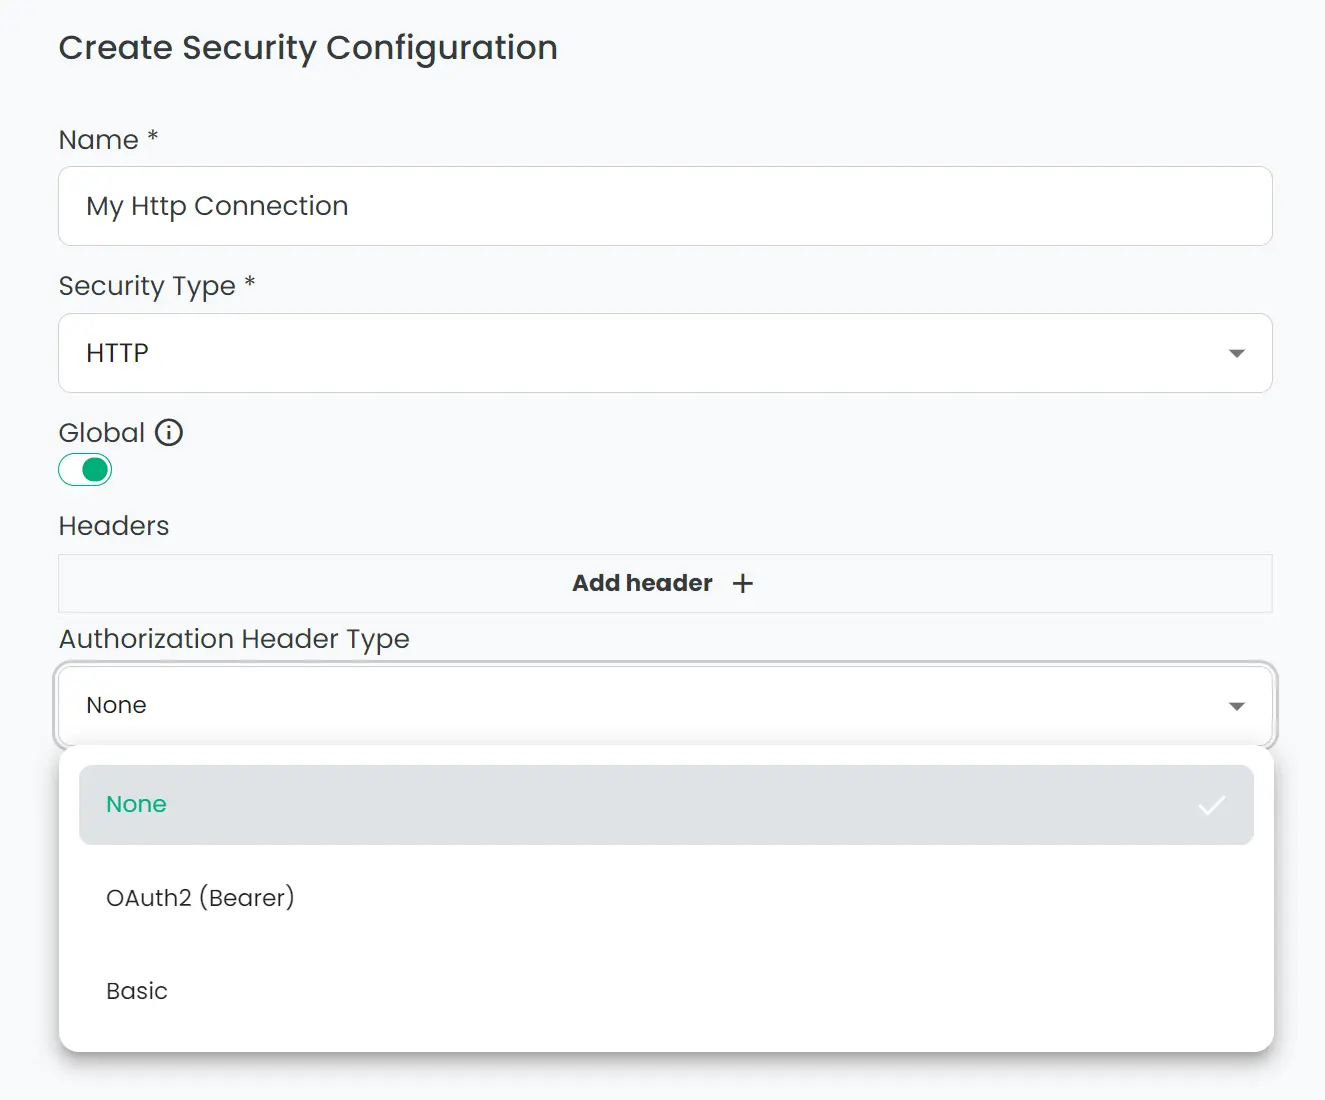 Create Security Configuration
Name *
My Http Connection
Security Type *
HTTP
Global
Headers
Add header +
Authorization Header Type
None
None
OAuth2 (Bearer)
Basic